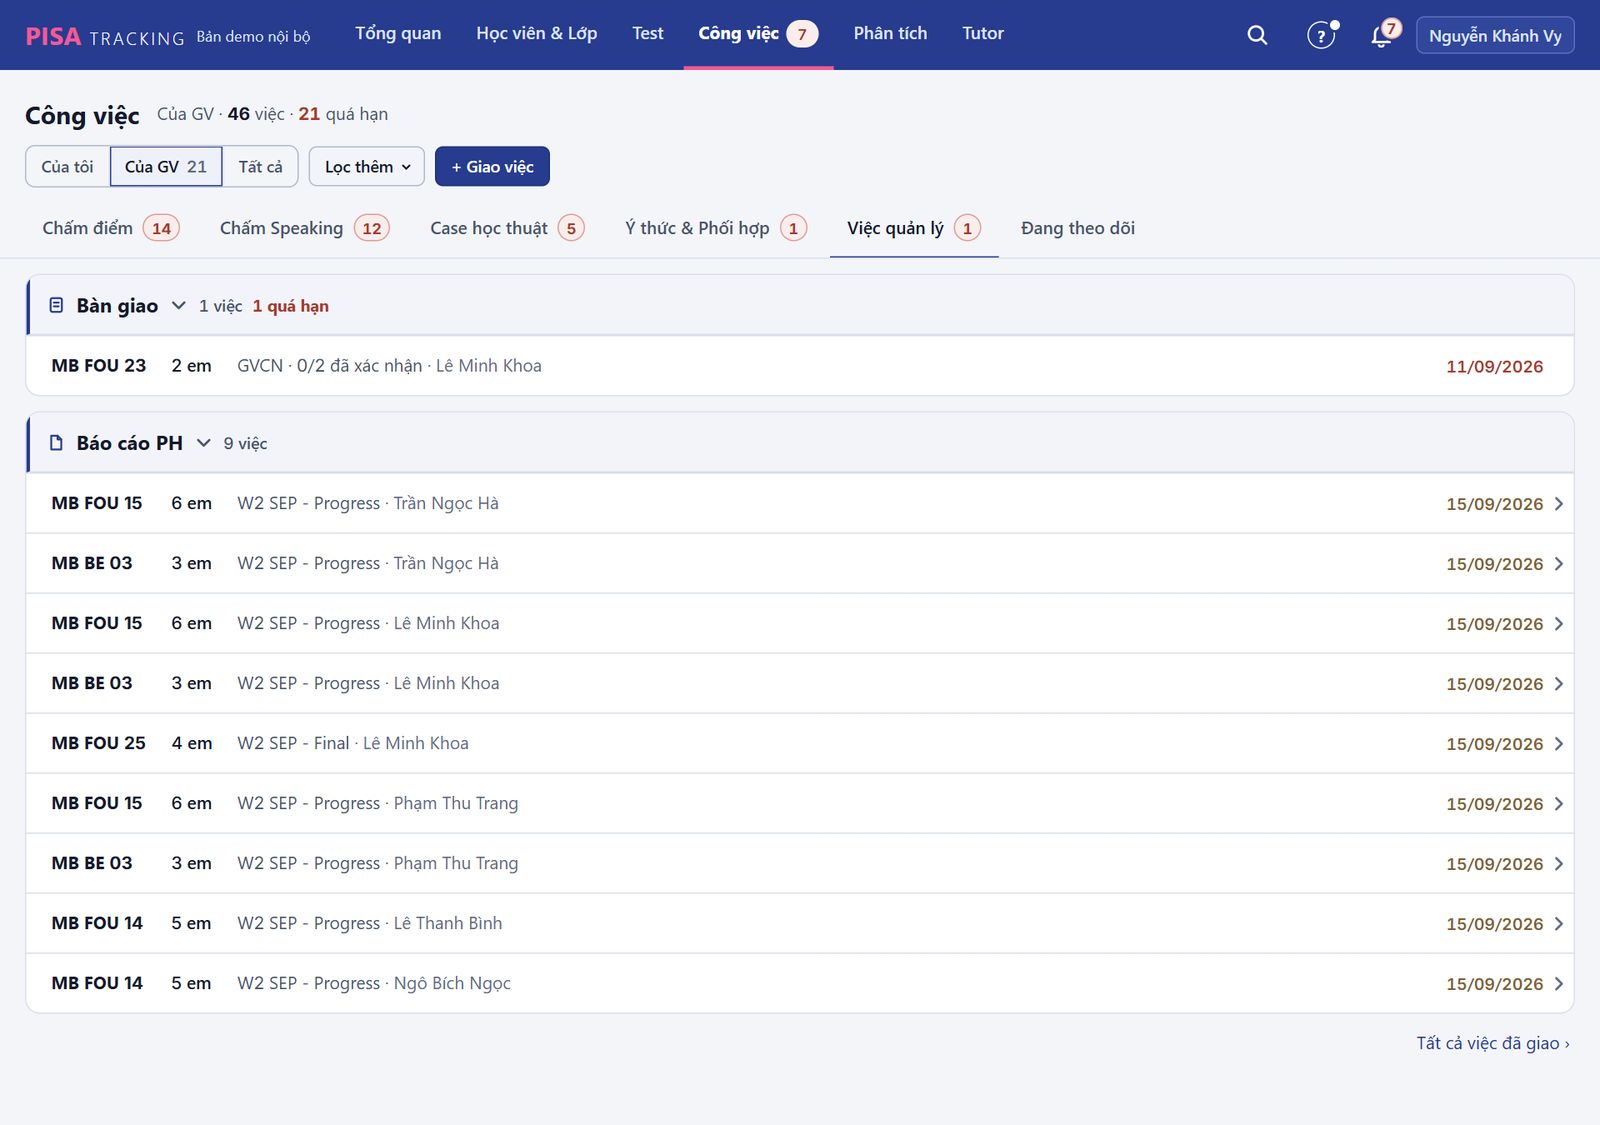 PISA TRACKING Bản demo nội bộ Tổng quan Học viên & Lớp Test Công việc 7 Phân tích Tutor ? 7 Nguyễn Khánh Vy
Công việc Của GV · 46 việc · 21 quá hạn
Của tôi Của GV 21 Tất cả Lọc thêm + Giao việc
Chấm điểm 14 Chấm Speaking 12 Case học thuật 5 Ý thức & Phối hợp 1 Việc quản lý 1 Đang theo dõi
Bàn giao 1 việc 1 quá hạn
MB FOU 23 2 em GVCN · 0/2 đã xác nhận · Lê Minh Khoa 11/09/2026
Báo cáo PH 9 việc
MB FOU 15 6 em W2 SEP - Progress · Trần Ngọc Hà 15/09/2026
MB BE 03 3 em W2 SEP - Progress · Trần Ngọc Hà 15/09/2026
MB FOU 15 6 em W2 SEP - Progress · Lê Minh Khoa 15/09/2026
MB BE 03 3 em W2 SEP - Progress · Lê Minh Khoa 15/09/2026
MB FOU 25 4 em W2 SEP - Final · Lê Minh Khoa 15/09/2026
MB FOU 15 6 em W2 SEP - Progress · Phạm Thu Trang 15/09/2026
MB BE 03 3 em W2 SEP - Progress · Phạm Thu Trang 15/09/2026
MB FOU 14 5 em W2 SEP - Progress · Lê Thanh Bình 15/09/2026
MB FOU 14 5 em W2 SEP - Progress · Ngô Bích Ngọc 15/09/2026
Tất cả việc đã giao ›